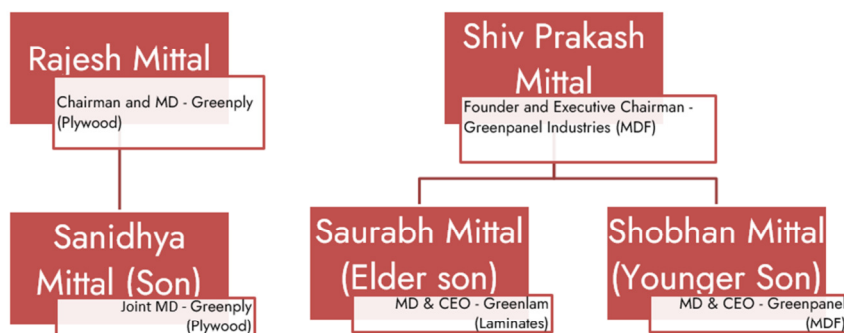 Rajesh Mittal
Chairman and MD - Greenply
(Plywood)
Shiv Prakash
Mittal
Founder and Executive Chairman -
Greenpanel Industries (MDF)
Sanidhya
Mittal (Son)
Joint MD - Greenply
(Plywood)
Saurabh Mittal
(Elder son)
MD & CEO - Greenlam
(Laminates)
Shobhan Mittal
(Younger Son)
MD & CEO - Greenpanel
(MDF)